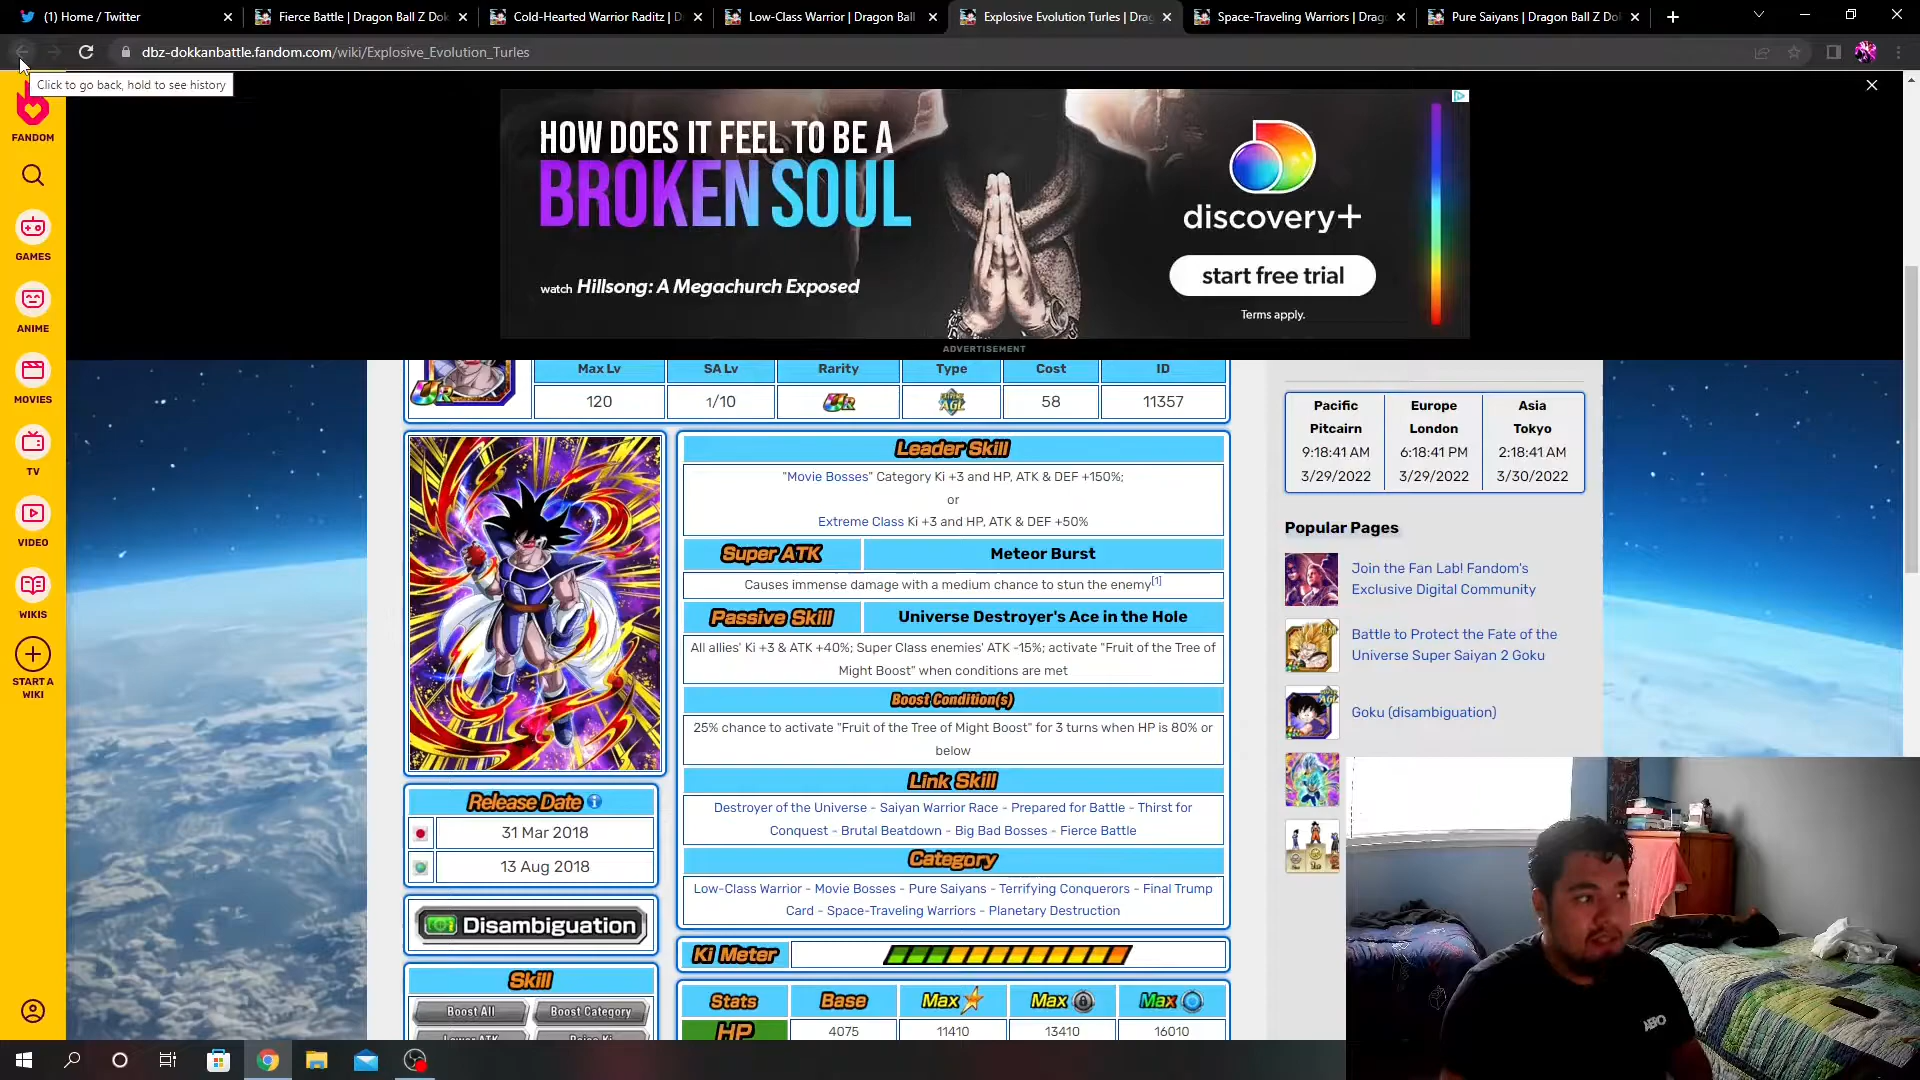 (1) Home / Twitter
Fierce Battle | Dragon Ball Z Dok
Cold-Hearted Warrior Raditz | D
Low-Class Warrior | Dragon Ball
Explosive Evolution Turles | Drag
Space-Traveling Warriors | Drag
Pure Saiyans | Dragon Ball Z Do
dbz-dokkanbattle.fandom.com/wiki/Explosive_Evolution_Turles
Click to go back, hold to see history
FANDOM
GAMES
ANIME
MOVIES
TV
VIDEO
WIKIS
START A
WIKI
HOW DOES IT FEEL TO BE A
BROKEN SOUL
watch Hillsong: A Megachurch Exposed
discovery+
start free trial
Terms apply.
ADVERTISEMENT
Max Lv SA Lv Rarity Type Cost ID
UR 120 1/10 UR AGL 58 11357
Leader Skill
"Movie Bosses" Category Ki +3 and HP, ATK & DEF +150%;
or
Extreme Class Ki +3 and HP, ATK & DEF +50%
Super ATK Meteor Burst
Causes immense damage with a medium chance to stun the enemy[1]
Passive Skill Universe Destroyer's Ace in the Hole
All allies' Ki +3 & ATK +40%; Super Class enemies' ATK -15%; activate "Fruit of the Tree of
Might Boost" when conditions are met
Boost Condition(s)
25% chance to activate "Fruit of the Tree of Might Boost" for 3 turns when HP is 80% or
below
Link Skill
Destroyer of the Universe - Saiyan Warrior Race - Prepared for Battle - Thirst for
Conquest - Brutal Beatdown - Big Bad Bosses - Fierce Battle
Category
Low-Class Warrior - Movie Bosses - Pure Saiyans - Terrifying Conquerors - Final Trump
Card - Space-Traveling Warriors - Planetary Destruction
Ki Meter
Stats Base Max Max Max
HP 4075 11410 13410 16010
Release Date
31 Mar 2018
13 Aug 2018
Disambiguation
Skill
Boost All Boost Category
Pacific Europe Asia
Pitcairn London Tokyo
9:18:41 AM 6:18:41 PM 2:18:41 AM
3/29/2022 3/29/2022 3/30/2022
Popular Pages
Join the Fan Lab! Fandom's
Exclusive Digital Community
Battle to Protect the Fate of the
Universe Super Saiyan 2 Goku
Goku (disambiguation)